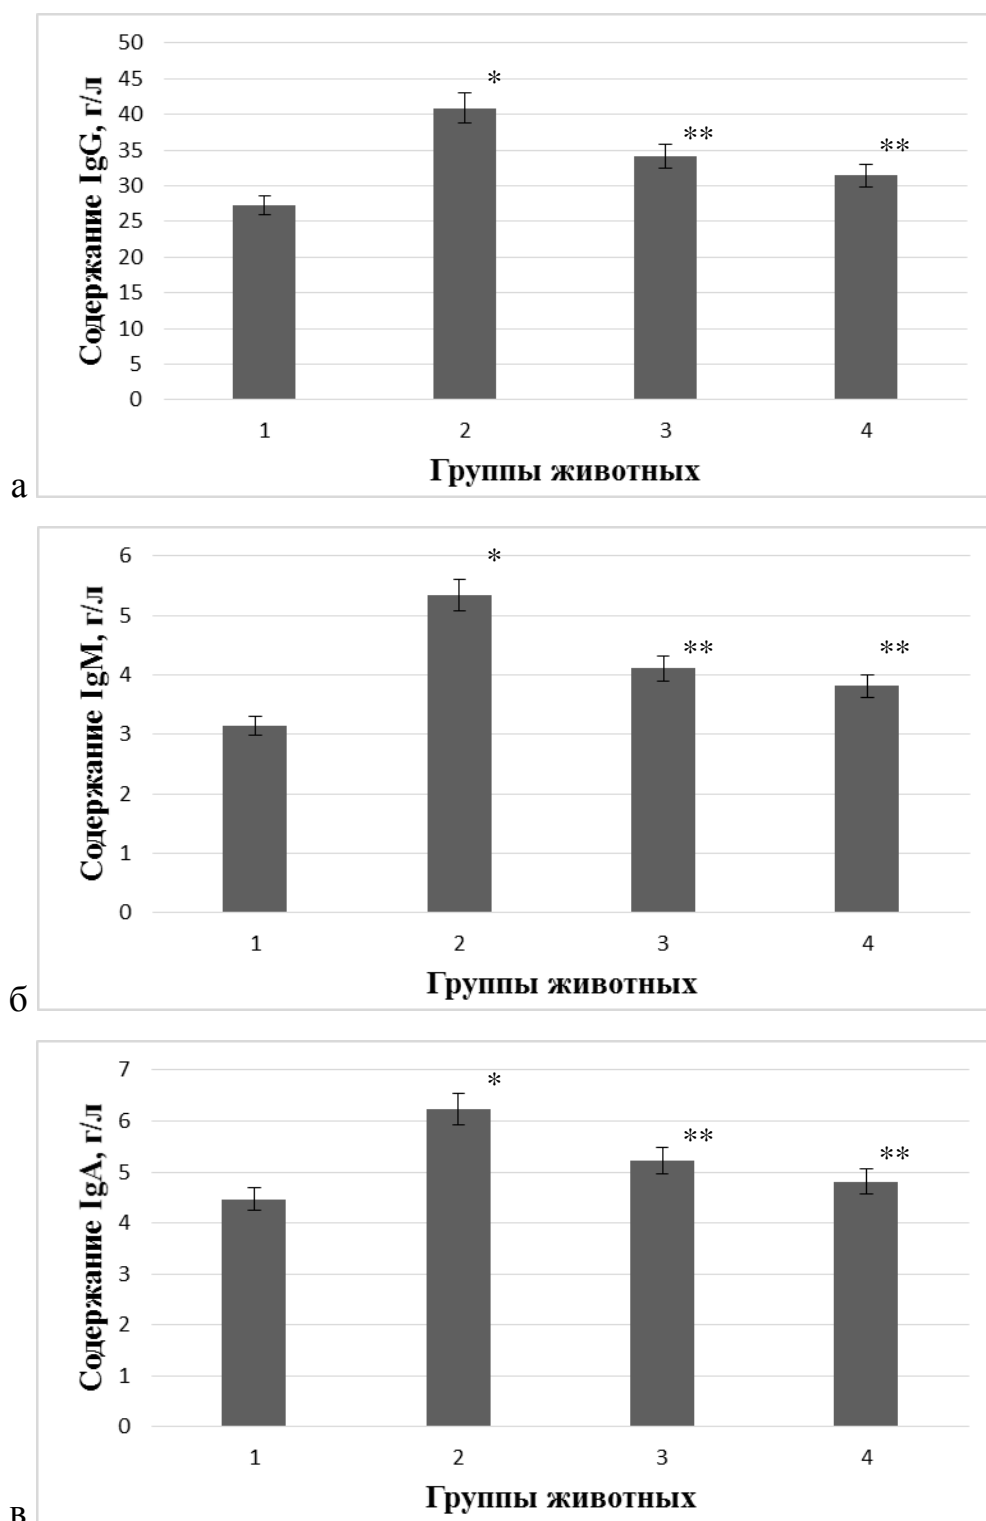 50
*
45
40
**
**
35
30
25
20
15
10
5
0
Содержание IgG, г/л
1 2 3 4
Группы животных
а
6
*
5
**
**
4
3
2
1
0
Содержание IgM, г/л
1 2 3 4
Группы животных
б
7
*
6
**
**
5
4
3
2
1
0
Содержание IgA, г/л
1 2 3 4
Группы животных
в